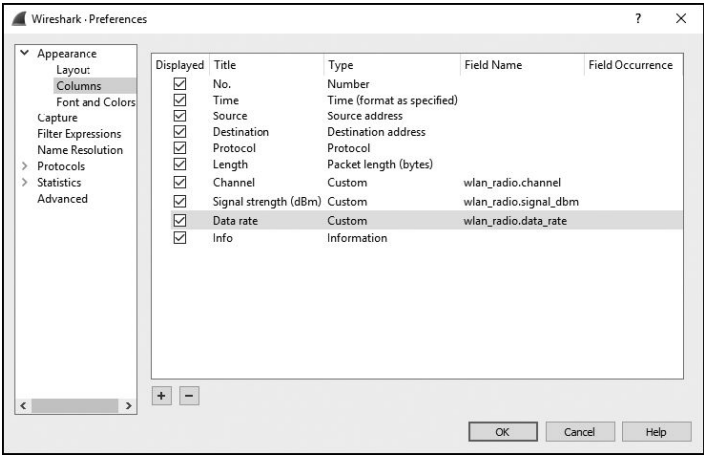 Wireshark · Preferences ? ×
Appearance
Layout
Columns
Font and Colors
Capture
Filter Expressions
Name Resolution
Protocols
Statistics
Advanced
Displayed Title Type Field Name Field Occurrence
No. Number
Time Time (format as specified)
Source Source address
Destination Destination address
Protocol Protocol
Length Packet length (bytes)
Channel Custom wlan_radio.channel
Signal strength (dBm) Custom wlan_radio.signal_dbm
Data rate Custom wlan_radio.data_rate
Info Information
+ −
OK Cancel Help